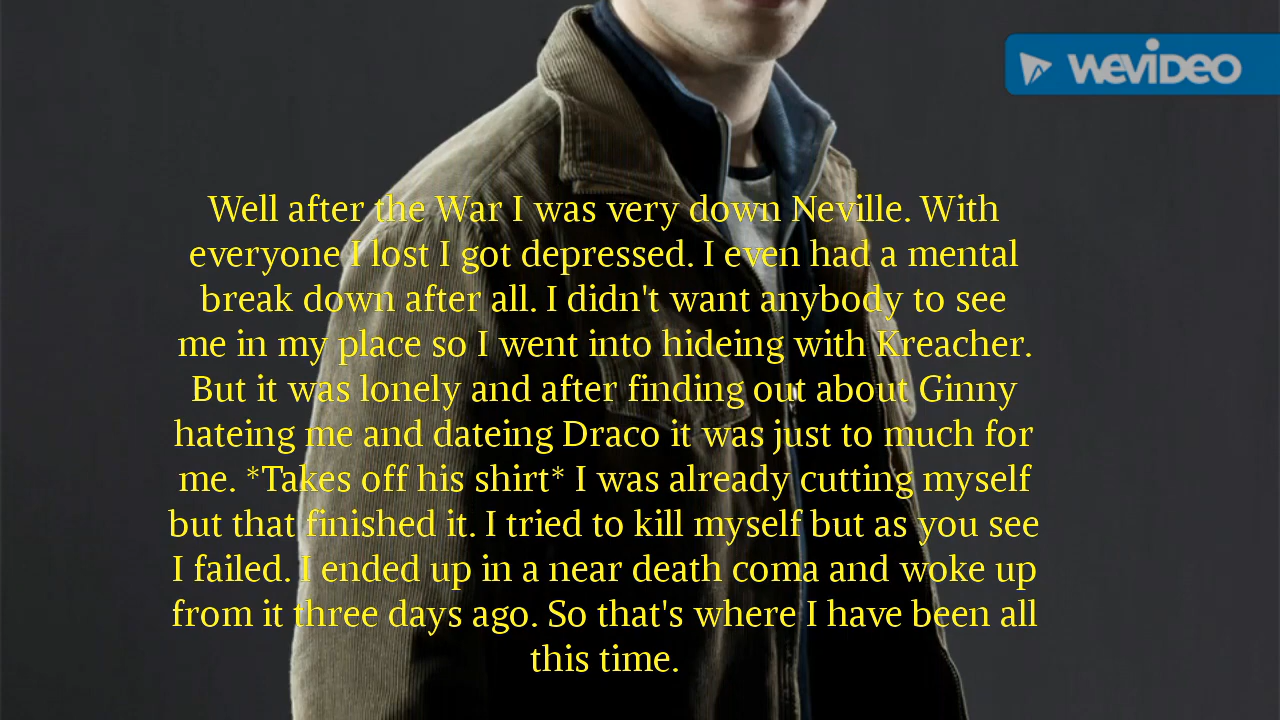 WEVIDEO
Well after the War I was very down Neville. With
everyone I lost I got depressed. I even had a mental
break down after all. I didn't want anybody to see
me in my place so I went into hideing with Kreacher.
But it was lonely and after finding out about Ginny
hateing me and dateing Draco it was just to much for
me. *Takes off his shirt* I was already cutting myself
but that finished it. I tried to kill myself but as you see
I failed. I ended up in a near death coma and woke up
from it three days ago. So that's where I have been all
this time.